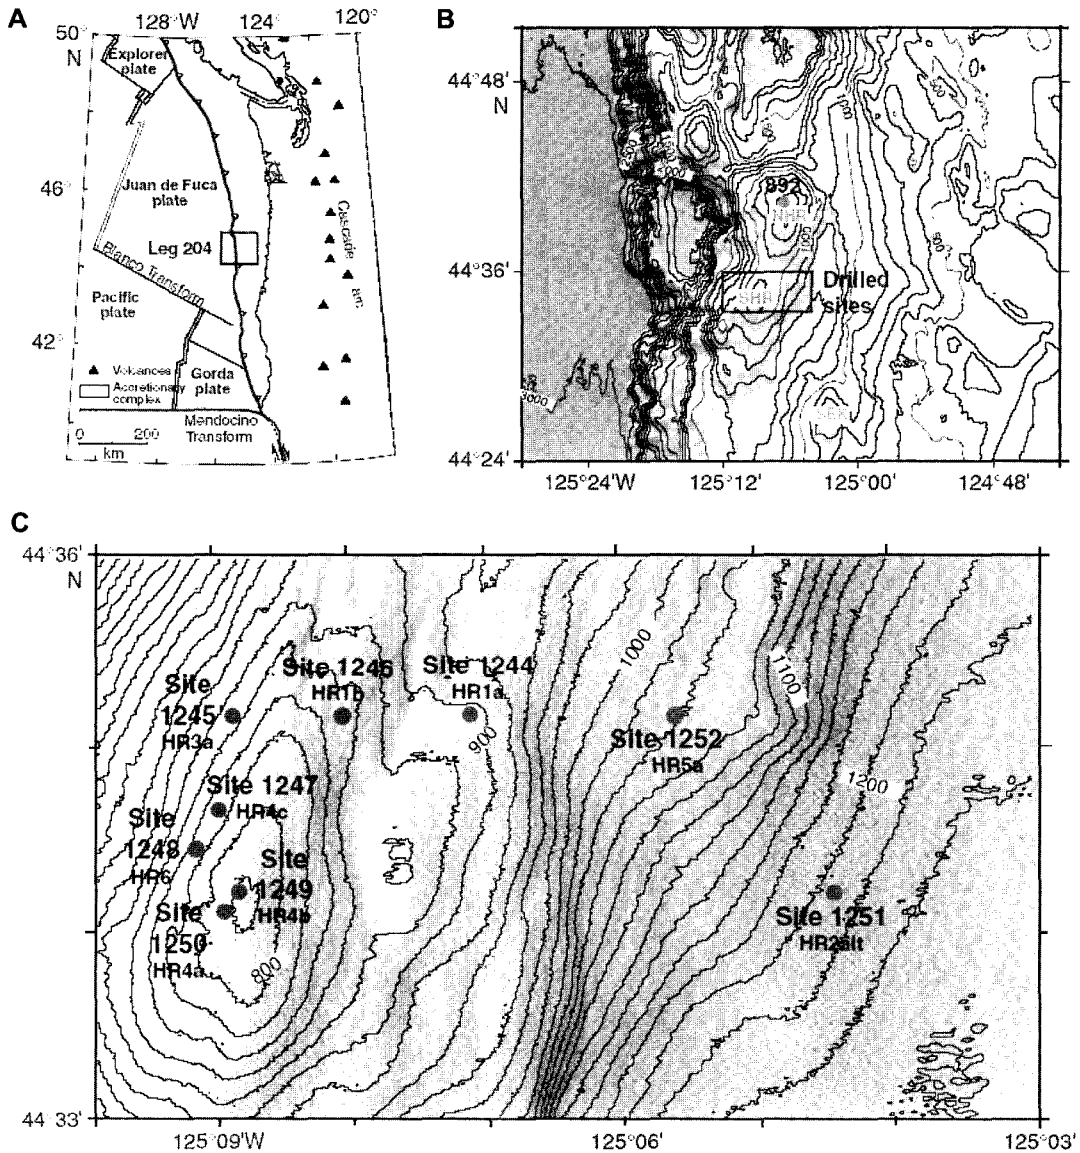 A
128°W
124°
120°
50°
N
Explorer
plate
46°
Juan de Fuca
plate
Cascade
arc
Leg 204
Blanco Transform
Pacific
plate
42°
Volcanoes
Accretionary
complex
Gorda
plate
0
200
km
Mendocino
Transform
B
44°48'
N
892
NHR
1000
44°36'
SHR
Drilled
sites
3000
44°24'
125°24'W
125°12'
125°00'
124°48'
C
44°36'
N
1000
Site 1246
HR1b
Site 1244
HR1a
1100
Site
1245
HR3a
900
Site 1252
HR5a
1200
Site 1247
HR4c
Site
1248
HR6
Site
1249
HR4b
Site
1250
HR4a
Site 1251
HR2alt
800
44°33'
125°09'W
125°06'
125°03'